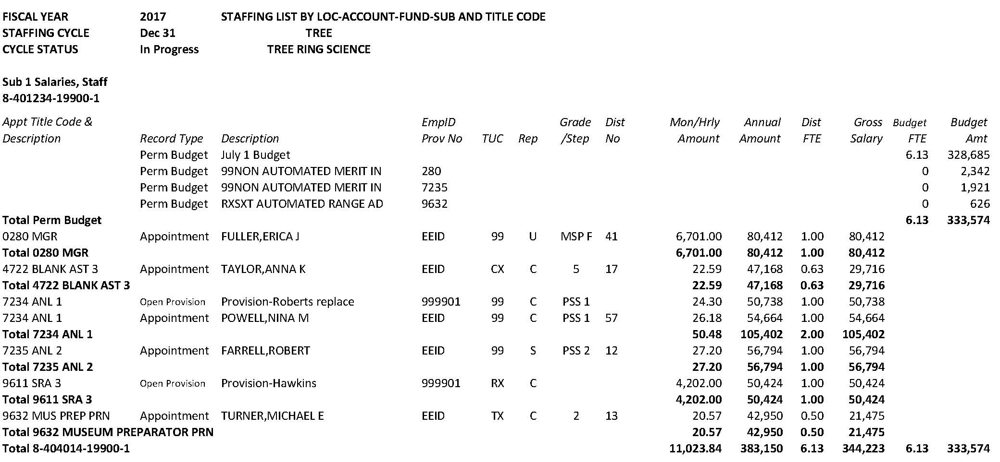 FISCAL YEAR 2017 STAFFING LIST BY LOC-ACCOUNT-FUND-SUB AND TITLE CODE
STAFFING CYCLE Dec 31 TREE
CYCLE STATUS In Progress TREE RING SCIENCE
Sub 1 Salaries, Staff
8-401234-19900-1
Appt Title Code & EmpID Grade Dist Mon/Hrly Annual Dist Gross Budget Budget
Description Record Type Description Prov No TUC Rep /Step No Amount Amount FTE Salary FTE Amt
Perm Budget July 1 Budget 6.13 328,685
Perm Budget 99NON AUTOMATED MERIT IN 280 0 2,342
Perm Budget 99NON AUTOMATED MERIT IN 7235 0 1,921
Perm Budget RXSXT AUTOMATED RANGE AD 9632 0 626
Total Perm Budget 6.13 333,574
0280 MGR Appointment FULLER,ERICA J EEID 99 U MSP F 41 6,701.00 80,412 1.00 80,412
Total 0280 MGR 6,701.00 80,412 1.00 80,412
4722 BLANK AST 3 Appointment TAYLOR,ANNA K EEID CX C 5 17 22.59 47,168 0.63 29,716
Total 4722 BLANK AST 3 22.59 47,168 0.63 29,716
7234 ANL 1 Open Provision Provision-Roberts replace 999901 99 C PSS 1 24.30 50,738 1.00 50,738
7234 ANL 1 Appointment POWELL,NINA M EEID 99 C PSS 1 57 26.18 54,664 1.00 54,664
Total 7234 ANL 1 50.48 105,402 2.00 105,402
7235 ANL 2 Appointment FARRELL,ROBERT EEID 99 S PSS 2 12 27.20 56,794 1.00 56,794
Total 7235 ANL 2 27.20 56,794 1.00 56,794
9611 SRA 3 Open Provision Provision-Hawkins 999901 RX C 4,202.00 50,424 1.00 50,424
Total 9611 SRA 3 4,202.00 50,424 1.00 50,424
9632 MUS PREP PRN Appointment TURNER,MICHAEL E EEID TX C 2 13 20.57 42,950 0.50 21,475
Total 9632 MUSEUM PREPARATOR PRN 20.57 42,950 0.50 21,475
Total 8-404014-19900-1 11,023.84 383,150 6.13 344,223 6.13 333,574